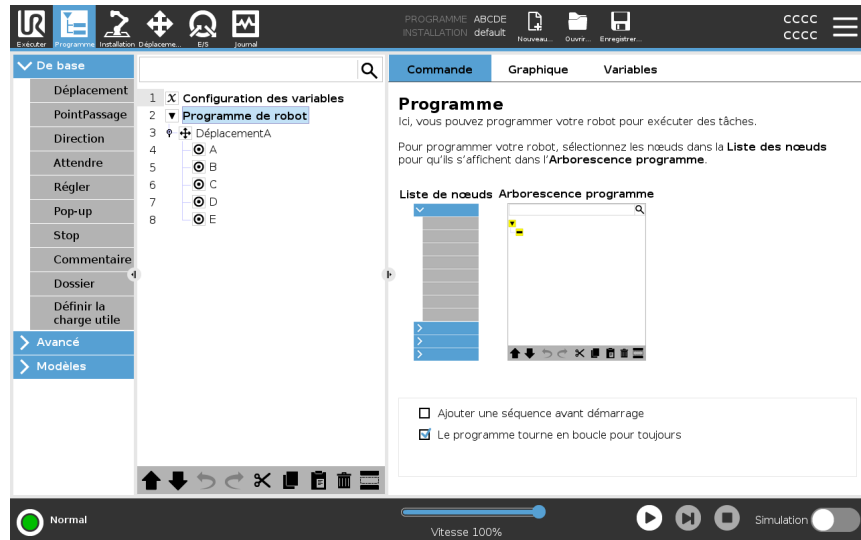 UR
Exécuter
Programme
Installation
Déplaceme...
E/S
Journal
PROGRAMME ABCDE
INSTALLATION default
Nouveau...
Ouvrir...
Enregistrer...
CCCC
CCCC
De base
Déplacement
PointPassage
Direction
Attendre
Régler
Pop-up
Stop
Commentaire
Dossier
Définir la
charge utile
Avancé
Modèles
1 X Configuration des variables
2 Programme de robot
3 DéplacementA
4 A
5 B
6 C
7 D
8 E
Commande Graphique Variables
Programme
Ici, vous pouvez programmer votre robot pour exécuter des tâches.
Pour programmer votre robot, sélectionnez les nœuds dans la Liste des nœuds
pour qu'ils s'affichent dans l'Arborescence programme.
Liste de nœuds Arborescence programme
Ajouter une séquence avant démarrage
Le programme tourne en boucle pour toujours
Normal
Vitesse 100%
Simulation